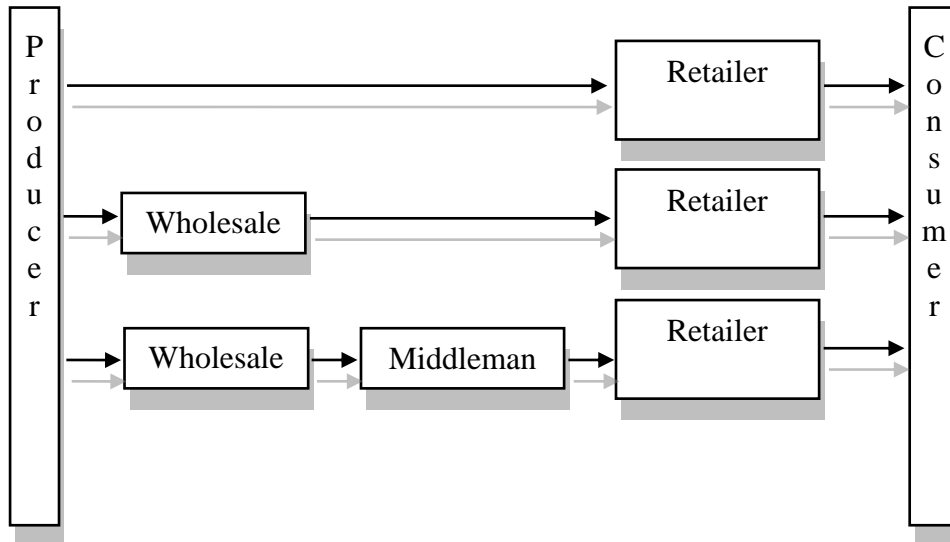 Producer
Retailer
Consumer
Wholesale
Retailer
Wholesale
Middleman
Retailer